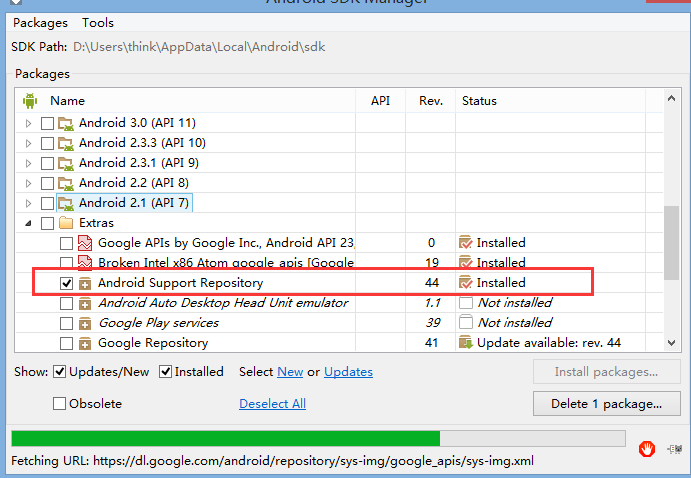 Android SDK Manager
Packages Tools
SDK Path: D:\Users\think\AppData\Local\Android\sdk
Packages
Name API Rev. Status
Android 3.0 (API 11)
Android 2.3.3 (API 10)
Android 2.3.1 (API 9)
Android 2.2 (API 8)
Android 2.1 (API 7)
Extras
Google APIs by Google Inc., Android API 23, 0 Installed
Broken Intel x86 Atom google_apis [Google 19 Installed
Android Support Repository 44 Installed
Android Auto Desktop Head Unit emulator 1.1 Not installed
Google Play services 39 Not installed
Google Repository 41 Update available: rev. 44
Show: Updates/New Installed Select New or Updates Install packages...
Obsolete Deselect All Delete 1 package...
Fetching URL: https://dl.google.com/android/repository/sys-img/google_apis/sys-img.xml